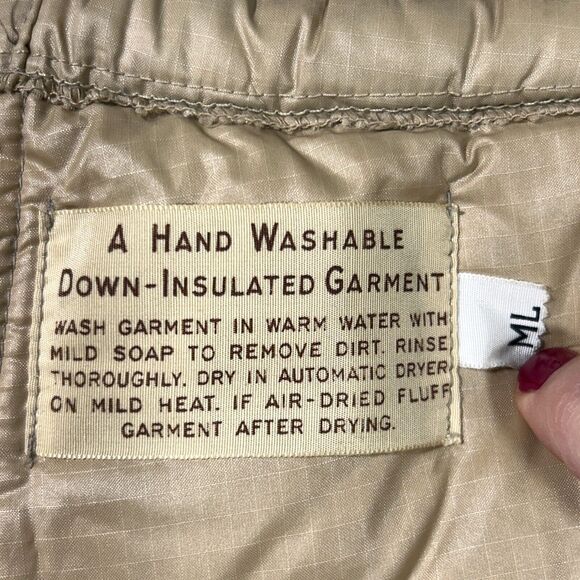 A HAND WASHABLE
DOWN-INSULATED GARMENT
WASH GARMENT IN WARM WATER WITH
MILD SOAP TO REMOVE DIRT. RINSE
THOROUGHLY. DRY IN AUTOMATIC DRYER
ON MILD HEAT. IF AIR-DRIED FLUFF
GARMENT AFTER DRYING.
ML